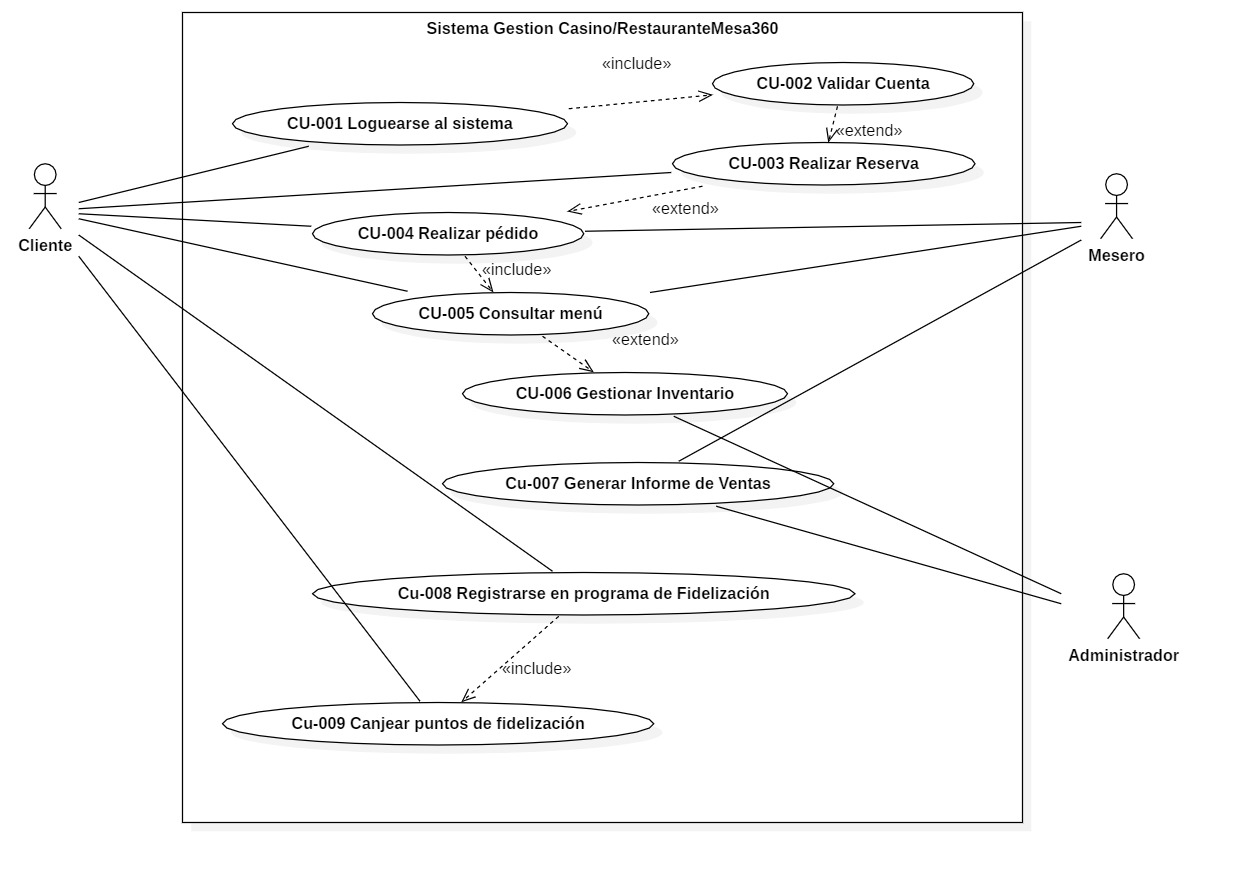 Sistema Gestion Casino/RestauranteMesa360
«include»
CU-002 Validar Cuenta
CU-001 Loguearse al sistema
«extend»
CU-003 Realizar Reserva
«extend»
CU-004 Realizar pédido
Cliente
Mesero
«include»
CU-005 Consultar menú
«extend»
CU-006 Gestionar Inventario
Cu-007 Generar Informe de Ventas
Cu-008 Registrarse en programa de Fidelización
Administrador
«include»
Cu-009 Canjear puntos de fidelización